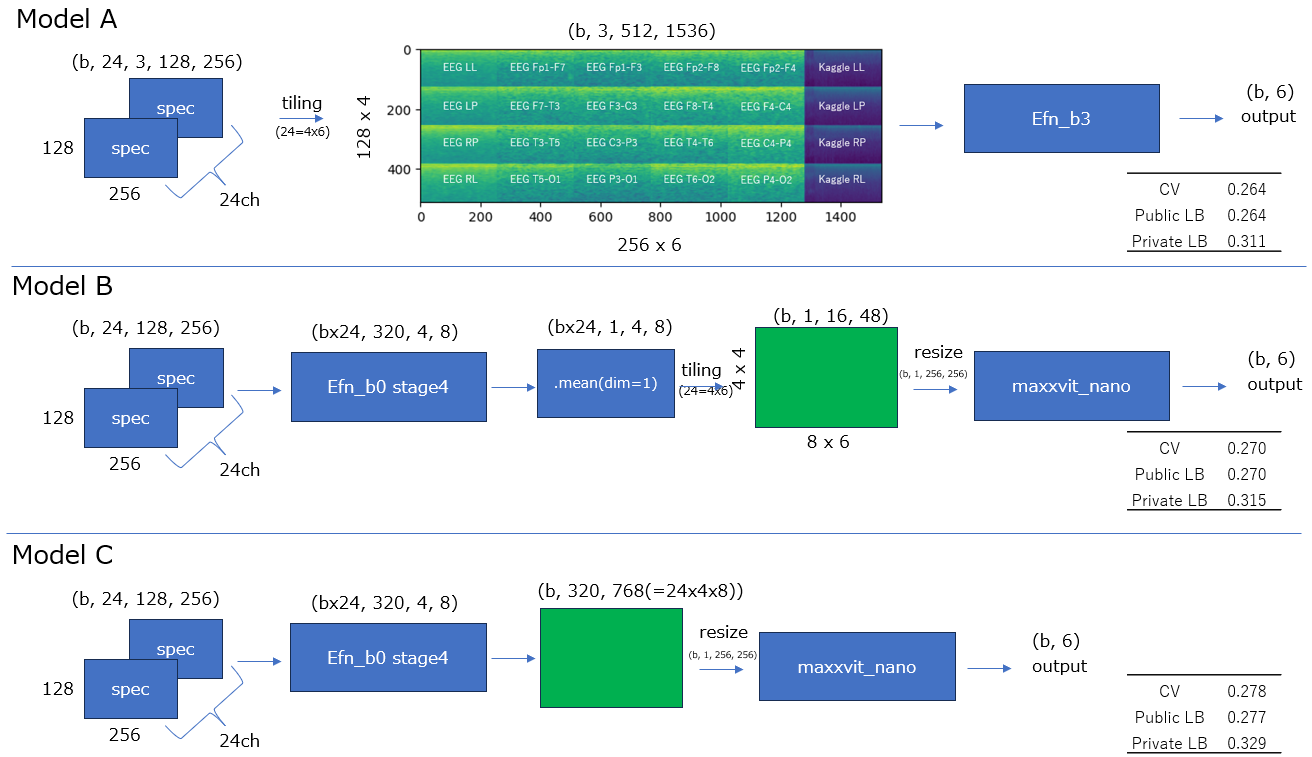 Model A
(b, 24, 3, 128, 256)
spec
spec
128
256
24ch
tiling
(24=4x6)
(b, 3, 512, 1536)
128 x 4
0
200
400
EEG LL EEG Fp1-F7 EEG Fp1-F3 EEG Fp2-F8 EEG Fp2-F4 Kaggle LL
EEG LP EEG F7-T3 EEG F3-C3 EEG F8-T4 EEG F4-C4 Kaggle LP
EEG RP EEG T3-T5 EEG C3-P3 EEG T4-T6 EEG C4-P4 Kaggle RP
EEG RL EEG T5-O1 EEG P3-O1 EEG T6-O2 EEG P4-O2 Kaggle RL
0 200 400 600 800 1000 1200 1400
256 x 6
Efn_b3
(b, 6)
output
CV 0.264
Public LB 0.264
Private LB 0.311
Model B
(b, 24, 128, 256)
spec
spec
128
256
24ch
(bx24, 320, 4, 8)
Efn_b0 stage4
(bx24, 1, 4, 8)
.mean(dim=1)
tiling
(24=4x6)
(b, 1, 16, 48)
4 x 4
8 x 6
resize
(b, 1, 256, 256)
maxxvit_nano
(b, 6)
output
CV 0.270
Public LB 0.270
Private LB 0.315
Model C
(b, 24, 128, 256)
spec
spec
128
256
24ch
(bx24, 320, 4, 8)
Efn_b0 stage4
(b, 320, 768(=24x4x8))
resize
(b, 1, 256, 256)
maxxvit_nano
(b, 6)
output
CV 0.278
Public LB 0.277
Private LB 0.329